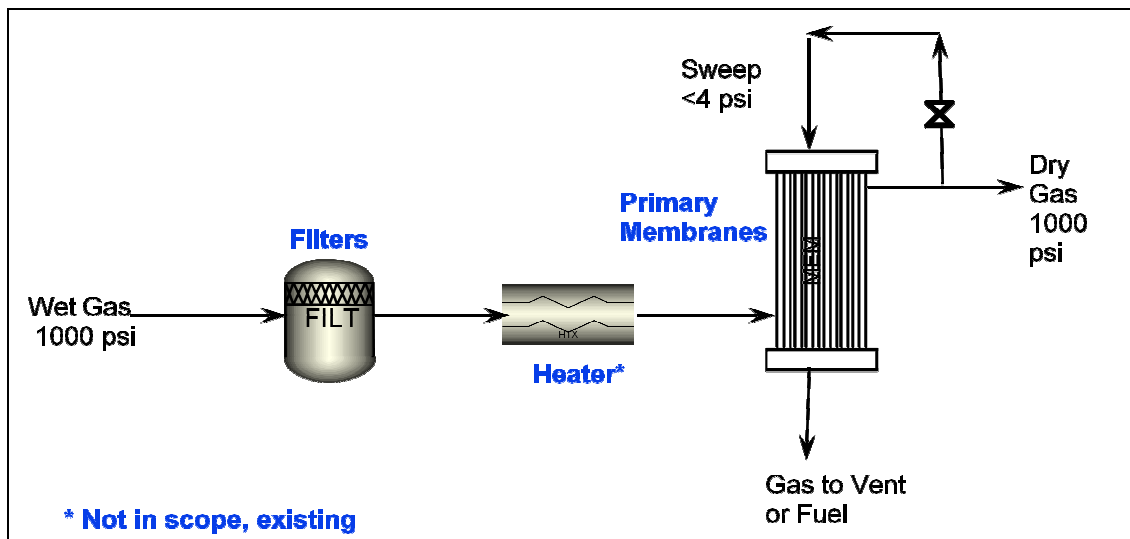 Sweep
<4 psi
Dry
Gas
1000
psi
Primary
Membranes
MEM
Filters
Wet Gas
1000 psi
FILT
HTX
Heater*
Gas to Vent
or Fuel
* Not in scope, existing